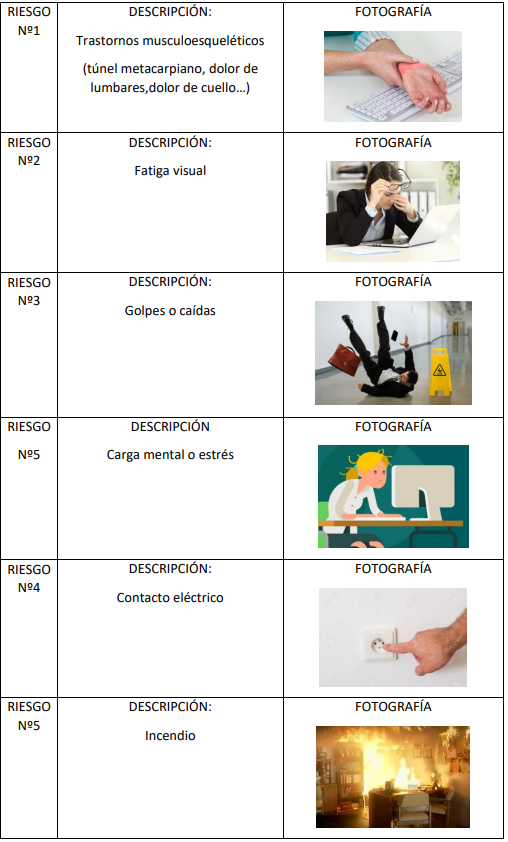 RIESGO
Nº1
DESCRIPCIÓN:
Trastornos musculoesqueléticos
(túnel metacarpiano, dolor de
lumbares,dolor de cuello…)
FOTOGRAFÍA
RIESGO
Nº2
DESCRIPCIÓN:
Fatiga visual
FOTOGRAFÍA
RIESGO
Nº3
DESCRIPCIÓN:
Golpes o caídas
FOTOGRAFÍA
RIESGO
Nº5
DESCRIPCIÓN
Carga mental o estrés
FOTOGRAFÍA
RIESGO
Nº4
DESCRIPCIÓN:
Contacto eléctrico
FOTOGRAFÍA
RIESGO
Nº5
DESCRIPCIÓN:
Incendio
FOTOGRAFÍA